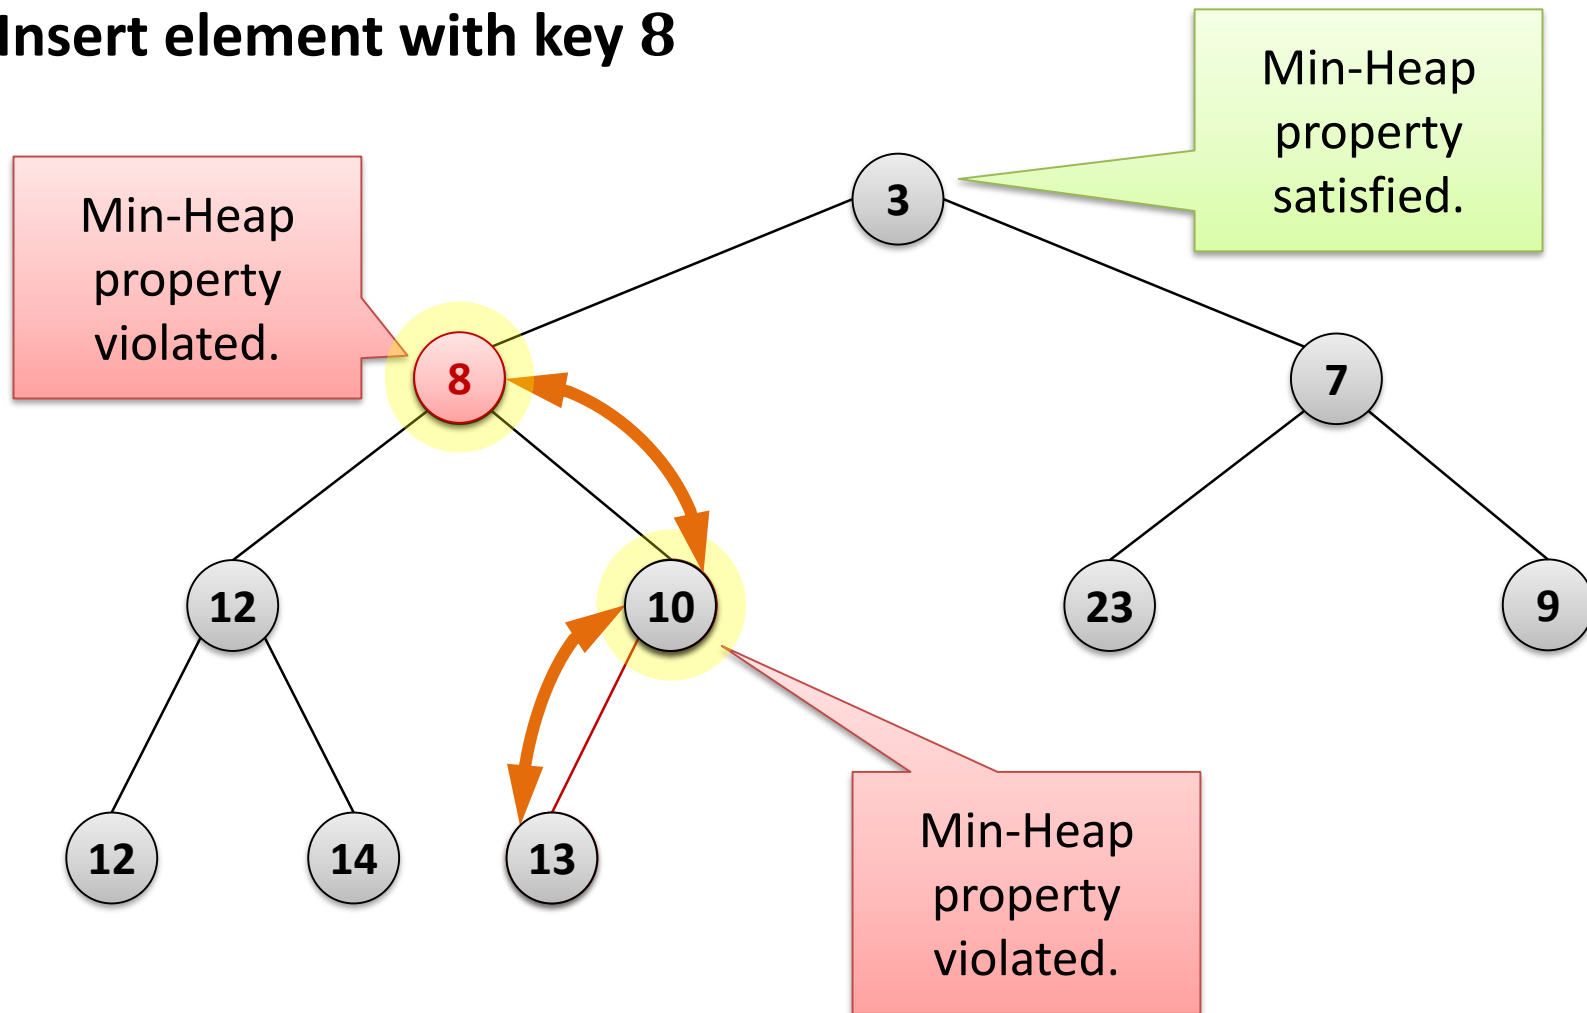 Insert element with key 8
Min-Heap
property
satisfied.
Min-Heap
property
violated.
3
8
7
12
10
23
9
12
14
13
Min-Heap
property
violated.